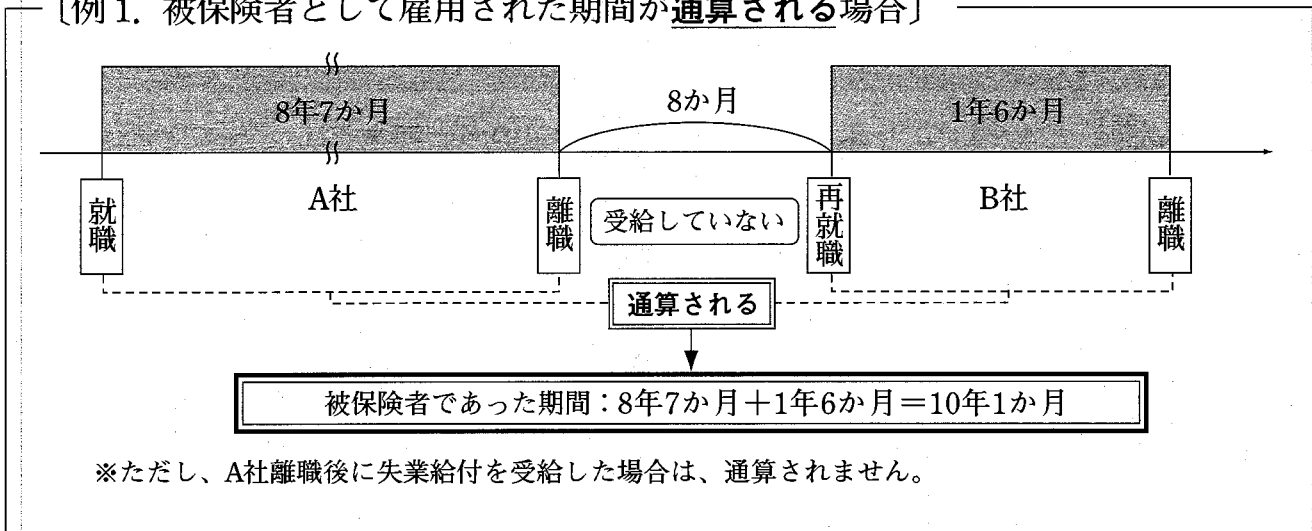 〔例1. 被保険者として雇用された期間が通算される場合〕
8年7か月
8か月
1年6か月
A社
B社
就職
離職
受給していない
再就職
離職
通算される
被保険者であった期間：8年7か月＋1年6か月＝10年1か月
※ただし、A社離職後に失業給付を受給した場合は、通算されません。